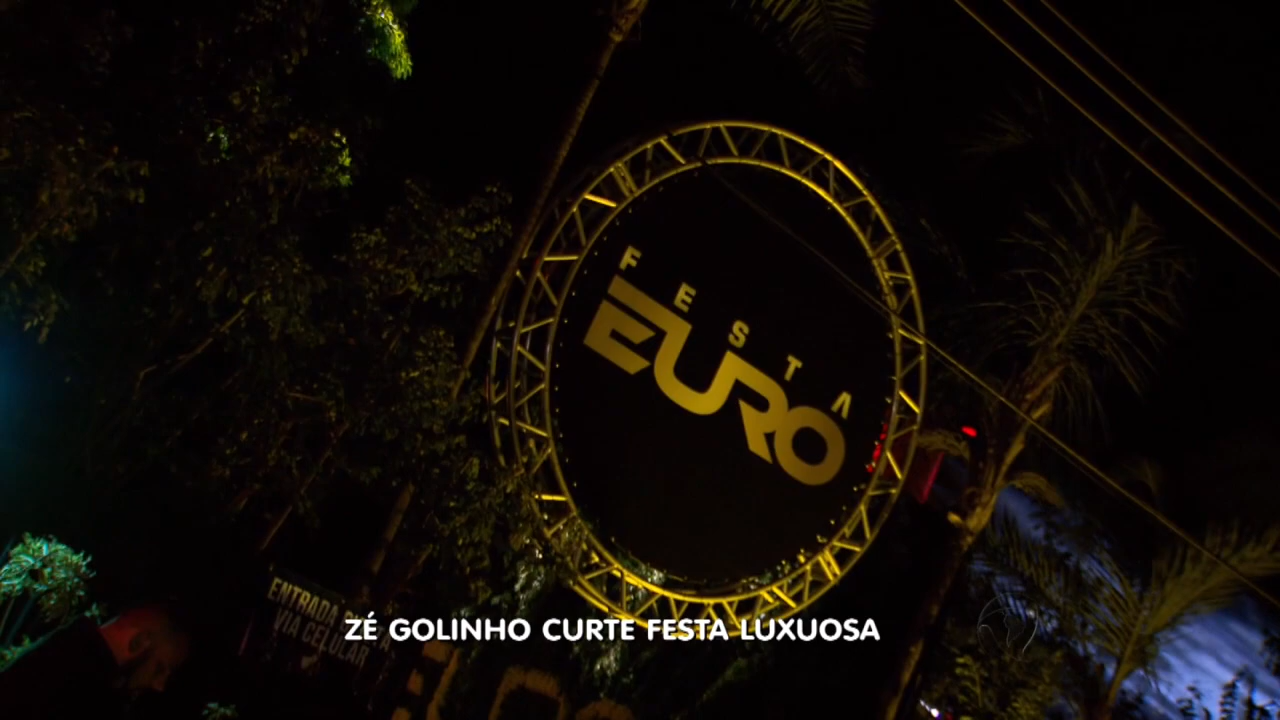 FESTA
EURO
ENTRADA
VIA CELULAR
ZÉ GOLINHO CURTE FESTA LUXUOSA